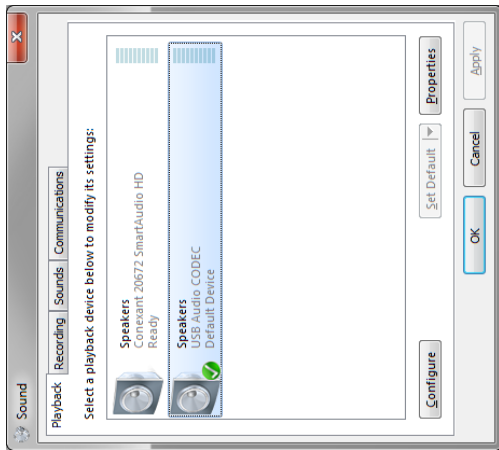 Sound
Playback Recording Sounds Communications
Select a playback device below to modify its settings:
Speakers
Conexant 20672 SmartAudio HD
Ready
Speakers
USB Audio CODEC
Default Device
Configure Set Default Properties
OK Cancel Apply